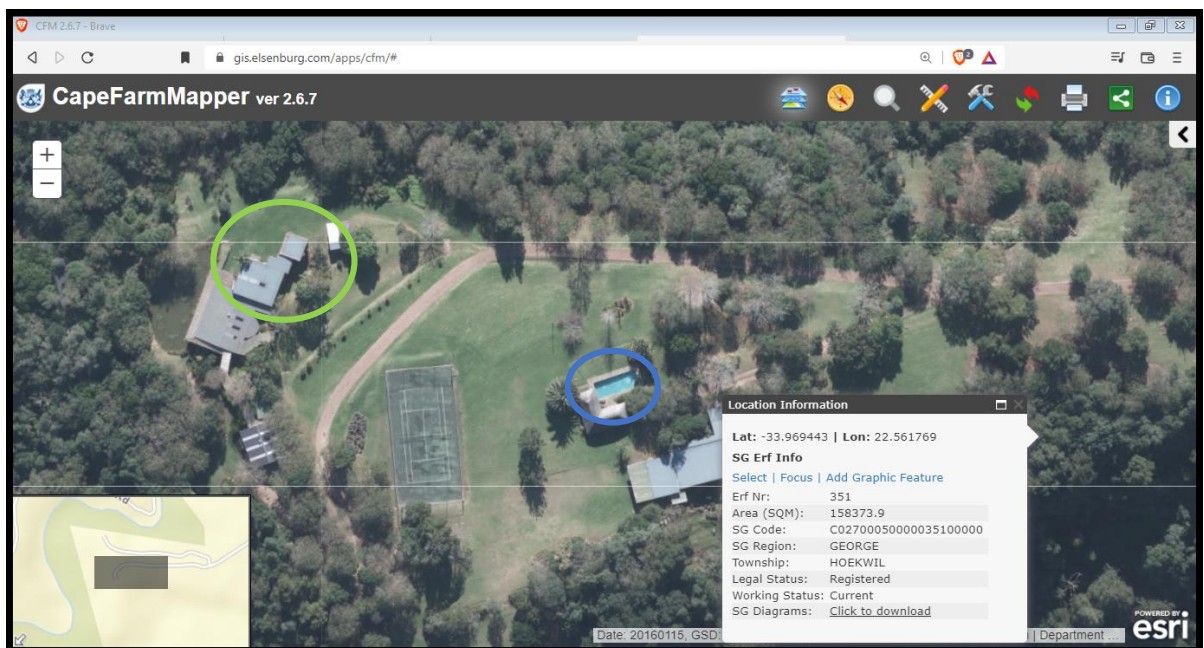 CFM 2.6.7 - Brave
gis.elsenburg.com/apps/cfm/#
2
CapeFarmMapper ver 2.6.7
+
−
Location Information
Lat: -33.969443 | Lon: 22.561769
SG Erf Info
Select | Focus | Add Graphic Feature
Erf Nr: 351
Area (SQM): 158373.9
SG Code: C02700050000035100000
SG Region: GEORGE
Township: HOEKWIL
Legal Status: Registered
Working Status: Current
SG Diagrams: Click to download
Date: 20160115, GSD:
| Department ...
POWERED BY
esri